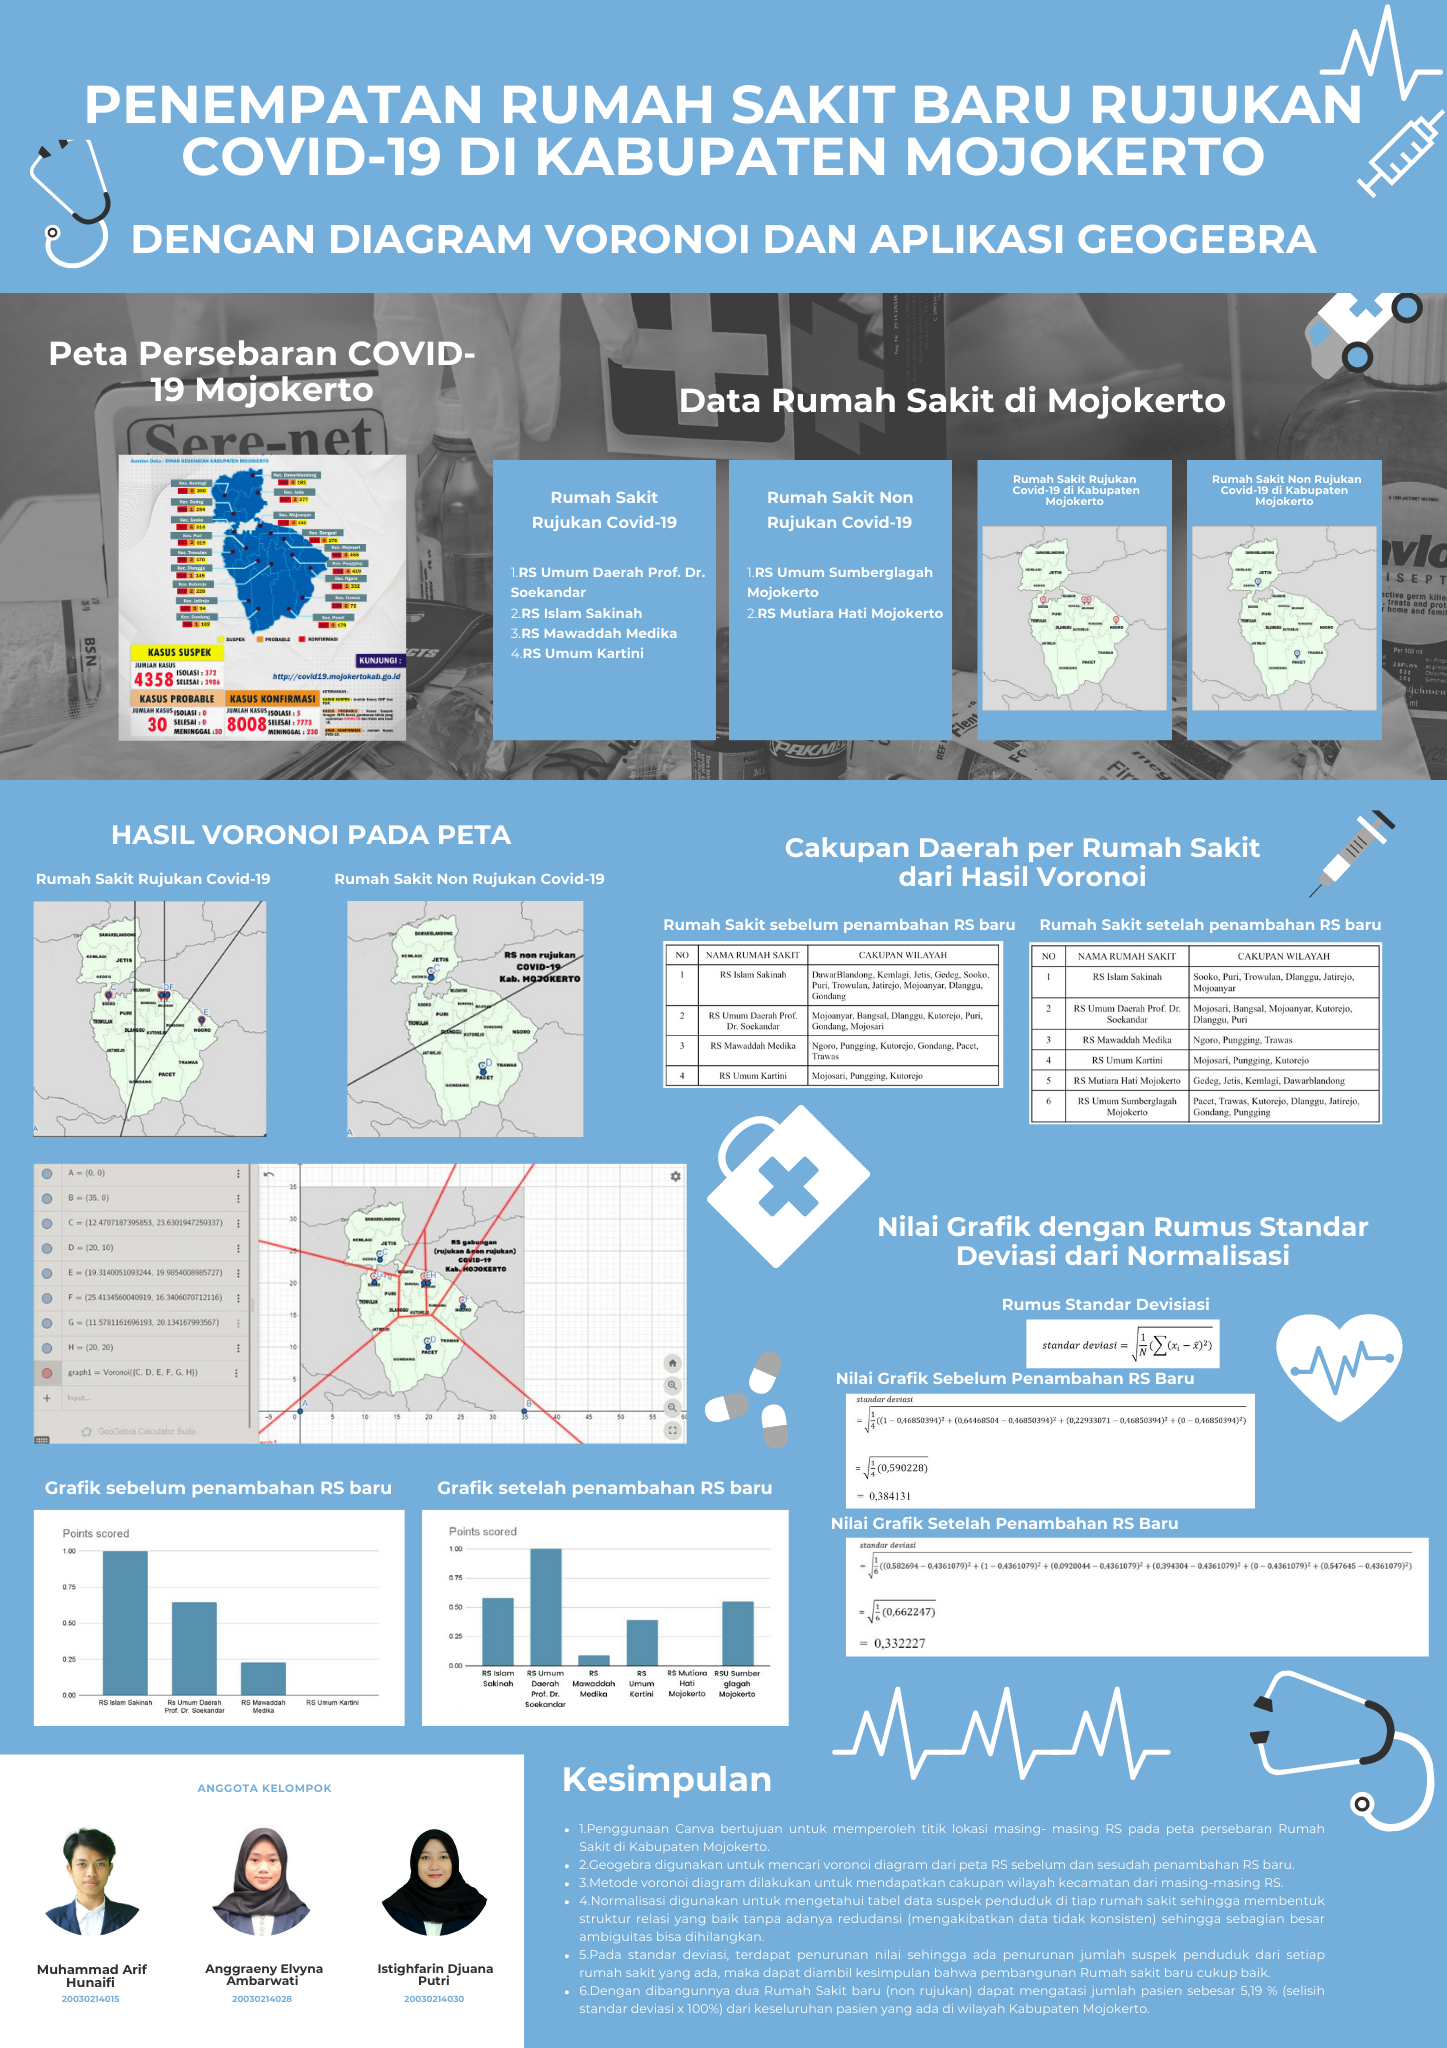 PENEMPATAN RUMAH SAKIT BARU RUJUKAN
COVID-19 DI KABUPATEN MOJOKERTO
DENGAN DIAGRAM VORONOI DAN APLIKASI GEOGEBRA
Peta Persebaran COVID-
19 Mojokerto
Sere-net
Sumber Data : DINAS KESEHATAN KABUPATEN MOJOKERTO
SUSPEK
PROBABLE
KONFIRMASI
KASUS SUSPEK
JUMLAH KASUS
4358
ISOLASI : 372
SELESAI : 3986
KUNJUNGI :
http://covid19.mojokertokab.go.id
KASUS PROBABLE
JUMLAH KASUS
30
ISOLASI : 0
SELESAI : 0
MENINGGAL :30
KASUS KONFIRMASI
JUMLAH KASUS
8008
ISOLASI : 5
SELESAI : 7773
MENINGGAL : 230
Data Rumah Sakit di Mojokerto
Rumah Sakit
Rujukan Covid-19
1.RS Umum Daerah Prof. Dr.
Soekandar
2.RS Islam Sakinah
3.RS Mawaddah Medika
4.RS Umum Kartini
Rumah Sakit Non
Rujukan Covid-19
1.RS Umum Sumberglagah
Mojokerto
2.RS Mutiara Hati Mojokerto
Rumah Sakit Rujukan
Covid-19 di Kabupaten
Mojokerto
Rumah Sakit Non Rujukan
Covid-19 di Kabupaten
Mojokerto
HASIL VORONOI PADA PETA
Rumah Sakit Rujukan Covid-19
Rumah Sakit Non Rujukan Covid-19
DAWARBLANDONG
KEMLAGI
JETIS
GEDEG
SOOKO
PURI
TROWULAN
DLANGGU
KUTOREJO
PUNGGING
NGORO
JATIREJO
TRAWAS
PACET
GONDANG
RS non rujukan
COVID-19
Kab. MOJOKERTO
A = (0, 0)
B = (35, 0)
C = (12.4707187395853, 23.6301947259337)
D = (20, 10)
E = (19.3140051093244, 19.9854008985727)
F = (25.4134560040919, 16.3406070712116)
G = (11.5781161696193, 20.134167993567)
H = (20, 20)
graph1 = Voronoi({C, D, E, F, G, H})
Input...
GeoGebra Calculator Suite
RS gabungan
(rujukan & non rujukan)
COVID-19
Kab. MOJOKERTO
Cakupan Daerah per Rumah Sakit
dari Hasil Voronoi
Rumah Sakit sebelum penambahan RS baru
NO NAMA RUMAH SAKIT CAKUPAN WILAYAH
1 RS Islam Sakinah DawarBlandong, Kemlagi, Jetis, Gedeg, Sooko,
Puri, Trowulan, Jatirejo, Mojoanyar, Dlanggu,
Gondang
2 RS Umum Daerah Prof. Mojoanyar, Bangsal, Dlanggu, Kutorejo, Puri,
Dr. Soekandar Gondang, Mojosari
3 RS Mawaddah Medika Ngoro, Pungging, Kutorejo, Gondang, Pacet,
Trawas
4 RS Umum Kartini Mojosari, Pungging, Kutorejo
Rumah Sakit setelah penambahan RS baru
NO NAMA RUMAH SAKIT CAKUPAN WILAYAH
1 RS Islam Sakinah Sooko, Puri, Trowulan, Dlanggu, Jatirejo,
Mojoanyar
2 RS Umum Daerah Prof. Dr. Mojosari, Bangsal, Mojoanyar, Kutorejo,
Soekandar Dlanggu, Puri
3 RS Mawaddah Medika Ngoro, Pungging, Trawas
4 RS Umum Kartini Mojosari, Pungging, Kutorejo
5 RS Mutiara Hati Mojokerto Gedeg, Jetis, Kemlagi, Dawarblandong
6 RS Umum Sumberglagah Pacet, Trawas, Kutorejo, Dlanggu, Jatirejo,
Mojokerto Gondang, Pungging
Nilai Grafik dengan Rumus Standar
Deviasi dari Normalisasi
Rumus Standar Devisiasi
standar deviasi = √(1/N (∑(xᵢ − x̄)²))
Nilai Grafik Sebelum Penambahan RS Baru
standar deviasi
= √(1/4 ((1 − 0,46850394)² + (0,64468504 − 0,46850394)² + (0,22933071 − 0,46850394)² + (0 − 0,46850394)²))
= √(1/4 (0,590228))
= 0,384131
Nilai Grafik Setelah Penambahan RS Baru
standar deviasi
= √(1/6 ((0,582694 − 0,4361079)² + (1 − 0,4361079)² + (0,0920044 − 0,4361079)² + (0,394304 − 0,4361079)² + (0 − 0,4361079)² + (0,547645 − 0,4361079)²))
= √(1/6 (0,662247))
= 0,332227
Grafik sebelum penambahan RS baru
Points scored
1.00
0.75
0.50
0.25
0.00
RS Islam Sakinah
Rs Umum Daerah
Prof. Dr. Soekandar
RS Mawaddah
Medika
RS Umum Kartini
Grafik setelah penambahan RS baru
Points scored
1.00
0.75
0.50
0.25
0.00
RS Islam
Sakinah
RS Umum
Daerah
Prof. Dr.
Soekandar
RS
Mawaddah
Medika
RS
Umum
Kartini
RS Mutiara
Hati
Mojokerto
RSU Sumber
glagah
Mojokerto
ANGGOTA KELOMPOK
Muhammad Arif
Hunaifi
20030214015
Anggraeny Elvyna
Ambarwati
20030214028
Istighfarin Djuana
Putri
20030214030
Kesimpulan
1.Penggunaan Canva bertujuan untuk memperoleh titik lokasi masing- masing RS pada peta persebaran Rumah
Sakit di Kabupaten Mojokerto.
2.Geogebra digunakan untuk mencari voronoi diagram dari peta RS sebelum dan sesudah penambahan RS baru.
3.Metode voronoi diagram dilakukan untuk mendapatkan cakupan wilayah kecamatan dari masing-masing RS.
4.Normalisasi digunakan untuk mengetahui tabel data suspek penduduk di tiap rumah sakit sehingga membentuk
struktur relasi yang baik tanpa adanya redudansi (mengakibatkan data tidak konsisten) sehingga sebagian besar
ambiguitas bisa dihilangkan.
5.Pada standar deviasi, terdapat penurunan nilai sehingga ada penurunan jumlah suspek penduduk dari setiap
rumah sakit yang ada, maka dapat diambil kesimpulan bahwa pembangunan Rumah sakit baru cukup baik.
6.Dengan dibangunnya dua Rumah Sakit baru (non rujukan) dapat mengatasi jumlah pasien sebesar 5,19 % (selisih
standar deviasi x 100%) dari keseluruhan pasien yang ada di wilayah Kabupaten Mojokerto.